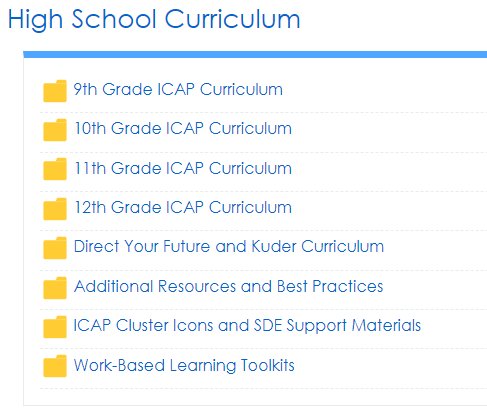 High School Curriculum
9th Grade ICAP Curriculum
10th Grade ICAP Curriculum
11th Grade ICAP Curriculum
12th Grade ICAP Curriculum
Direct Your Future and Kuder Curriculum
Additional Resources and Best Practices
ICAP Cluster Icons and SDE Support Materials
Work-Based Learning Toolkits